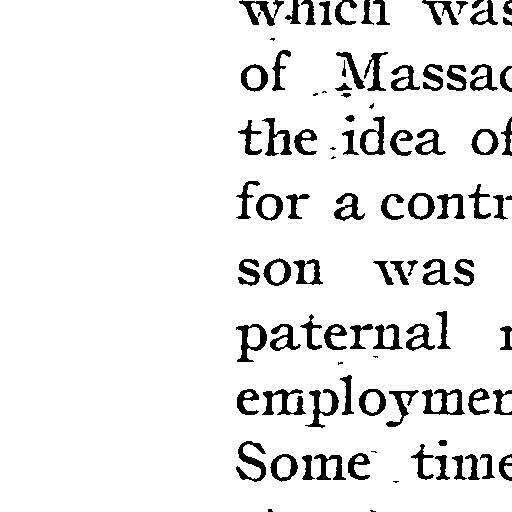 which was
of Massac
the idea of
for a contr
son was
paternal
employmen
Some time